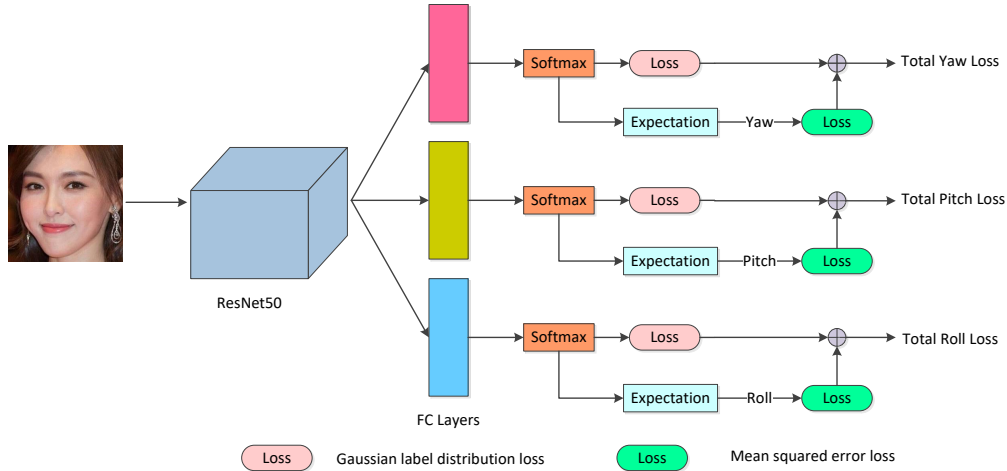 Softmax
Loss
Total Yaw Loss
Expectation
Yaw
Loss
ResNet50
Softmax
Loss
Total Pitch Loss
Expectation
Pitch
Loss
Softmax
Loss
Total Roll Loss
Expectation
Roll
Loss
FC Layers
Loss
Gaussian label distribution loss
Loss
Mean squared error loss